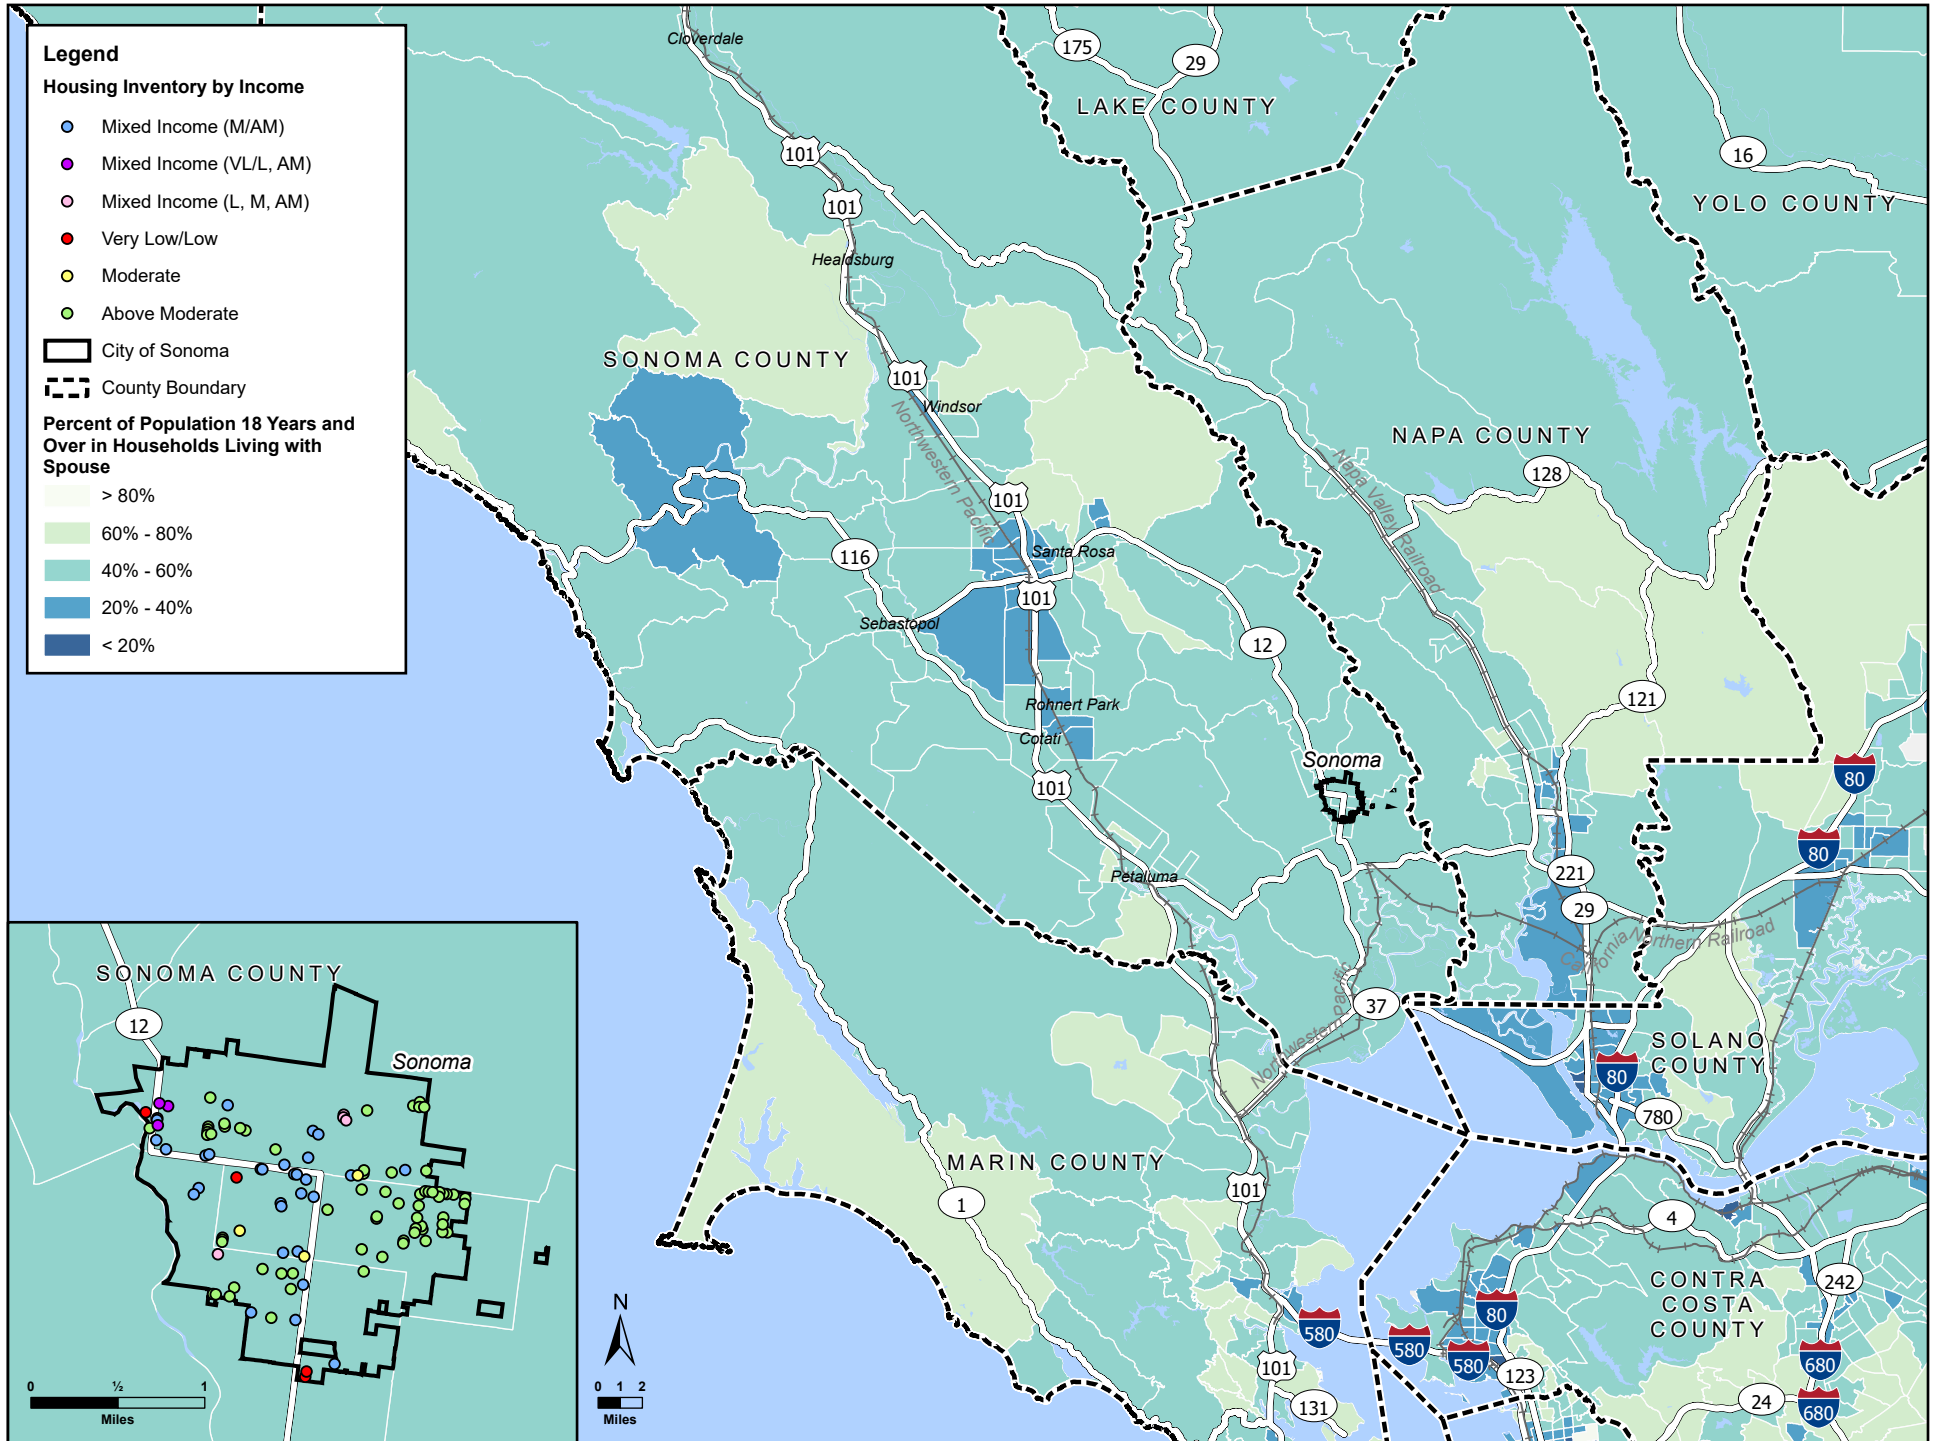 Legend
Housing Inventory by Income
Mixed Income (M/AM)
Mixed Income (VL/L, AM)
Mixed Income (L, M, AM)
Very Low/Low
Moderate
Above Moderate
City of Sonoma
County Boundary
Percent of Population 18 Years and
Over in Households Living with
Spouse
> 80%
60% - 80%
40% - 60%
20% - 40%
< 20%
Cloverdale
175
29
LAKE COUNTY
101
16
101
YOLO COUNTY
Healdsburg
SONOMA COUNTY
101
Windsor
Northwestern Pacific
NAPA COUNTY
Napa Valley Railroad
128
101
116
Santa Rosa
101
Sebastopol
12
121
Rohnert Park
Cotati
Sonoma
80
101
80
Petaluma
221
29
California Northern Railroad
Northwestern Pacific
37
SOLANO
COUNTY
80
780
MARIN COUNTY
101
1
4
CONTRA
COSTA
COUNTY
242
80
580
580
580
680
101
123
131
24
680
SONOMA COUNTY
12
Sonoma
0 ½ 1
Miles
N
0 1 2
Miles